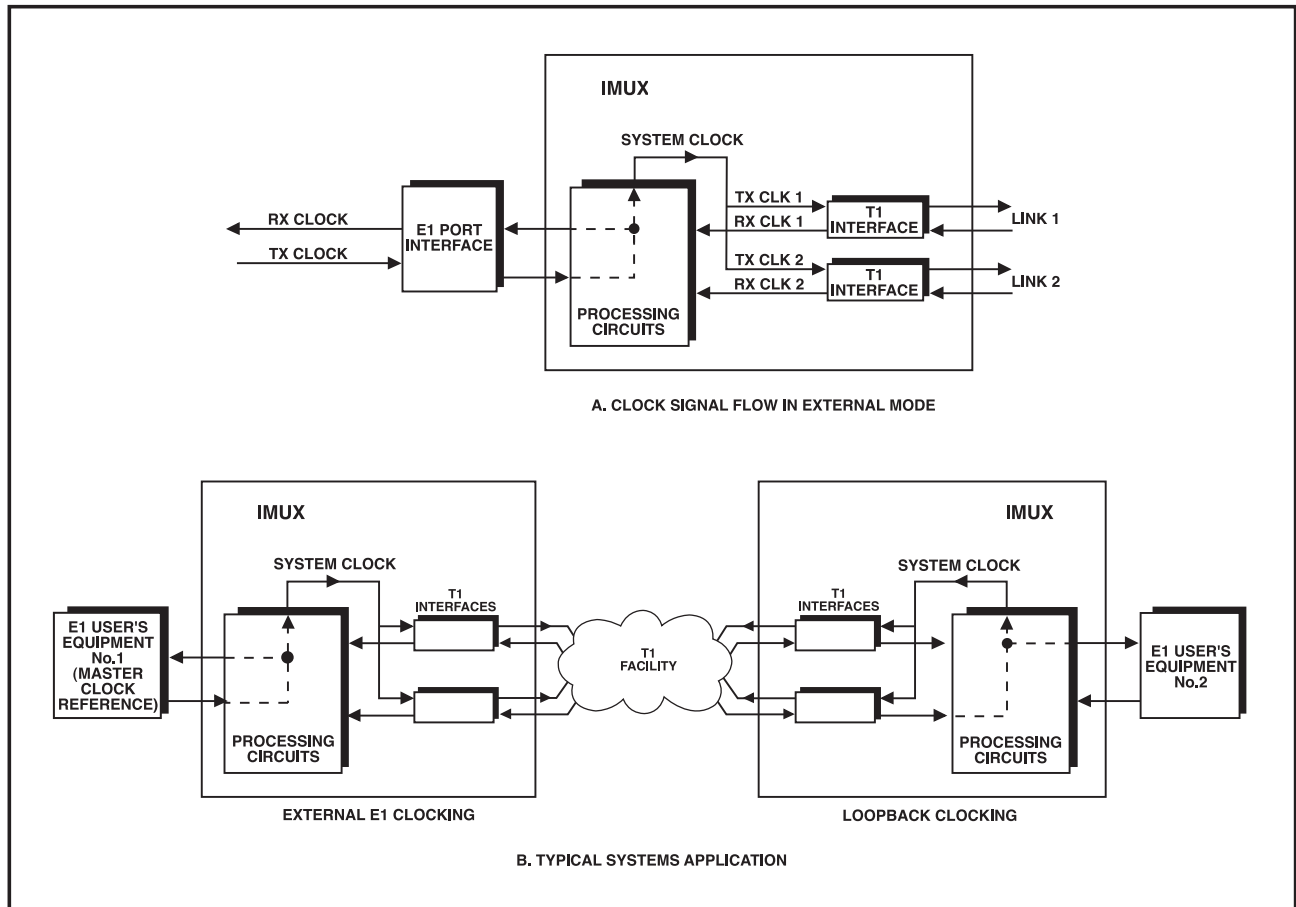 IMUX
SYSTEM CLOCK
E1 PORT
INTERFACE
RX CLOCK
TX CLOCK
TX CLK 1
RX CLK 1
T1
INTERFACE
LINK 1
TX CLK 2
RX CLK 2
T1
INTERFACE
LINK 2
PROCESSING
CIRCUITS
A. CLOCK SIGNAL FLOW IN EXTERNAL MODE
IMUX
SYSTEM CLOCK
T1
INTERFACES
E1 USER'S
EQUIPMENT
No.1
(MASTER
CLOCK
REFERENCE)
PROCESSING
CIRCUITS
EXTERNAL E1 CLOCKING
T1
FACILITY
IMUX
SYSTEM CLOCK
T1
INTERFACES
PROCESSING
CIRCUITS
E1 USER'S
EQUIPMENT
No.2
LOOPBACK CLOCKING
B. TYPICAL SYSTEMS APPLICATION